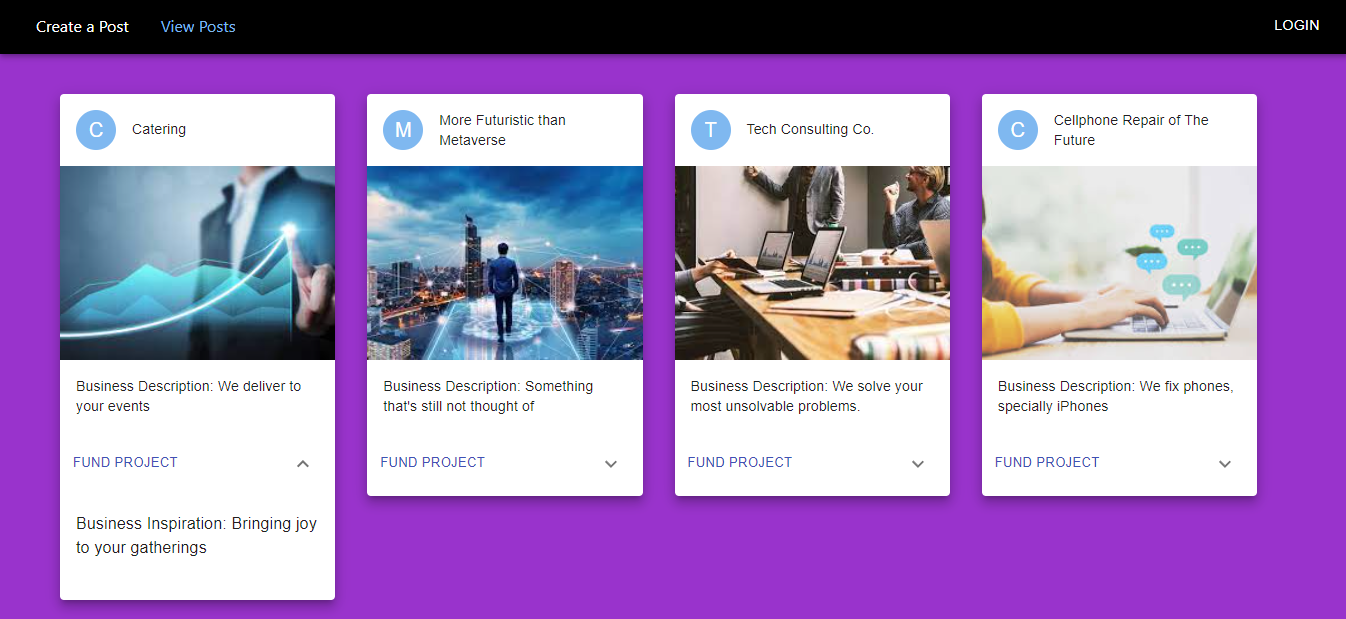 Create a Post
View Posts
LOGIN
C
Catering
Business Description: We deliver to
your events
FUND PROJECT
Business Inspiration: Bringing joy
to your gatherings
M
More Futuristic than
Metaverse
Business Description: Something
that's still not thought of
FUND PROJECT
T
Tech Consulting Co.
Business Description: We solve your
most unsolvable problems.
FUND PROJECT
C
Cellphone Repair of The
Future
Business Description: We fix phones,
specially iPhones
FUND PROJECT